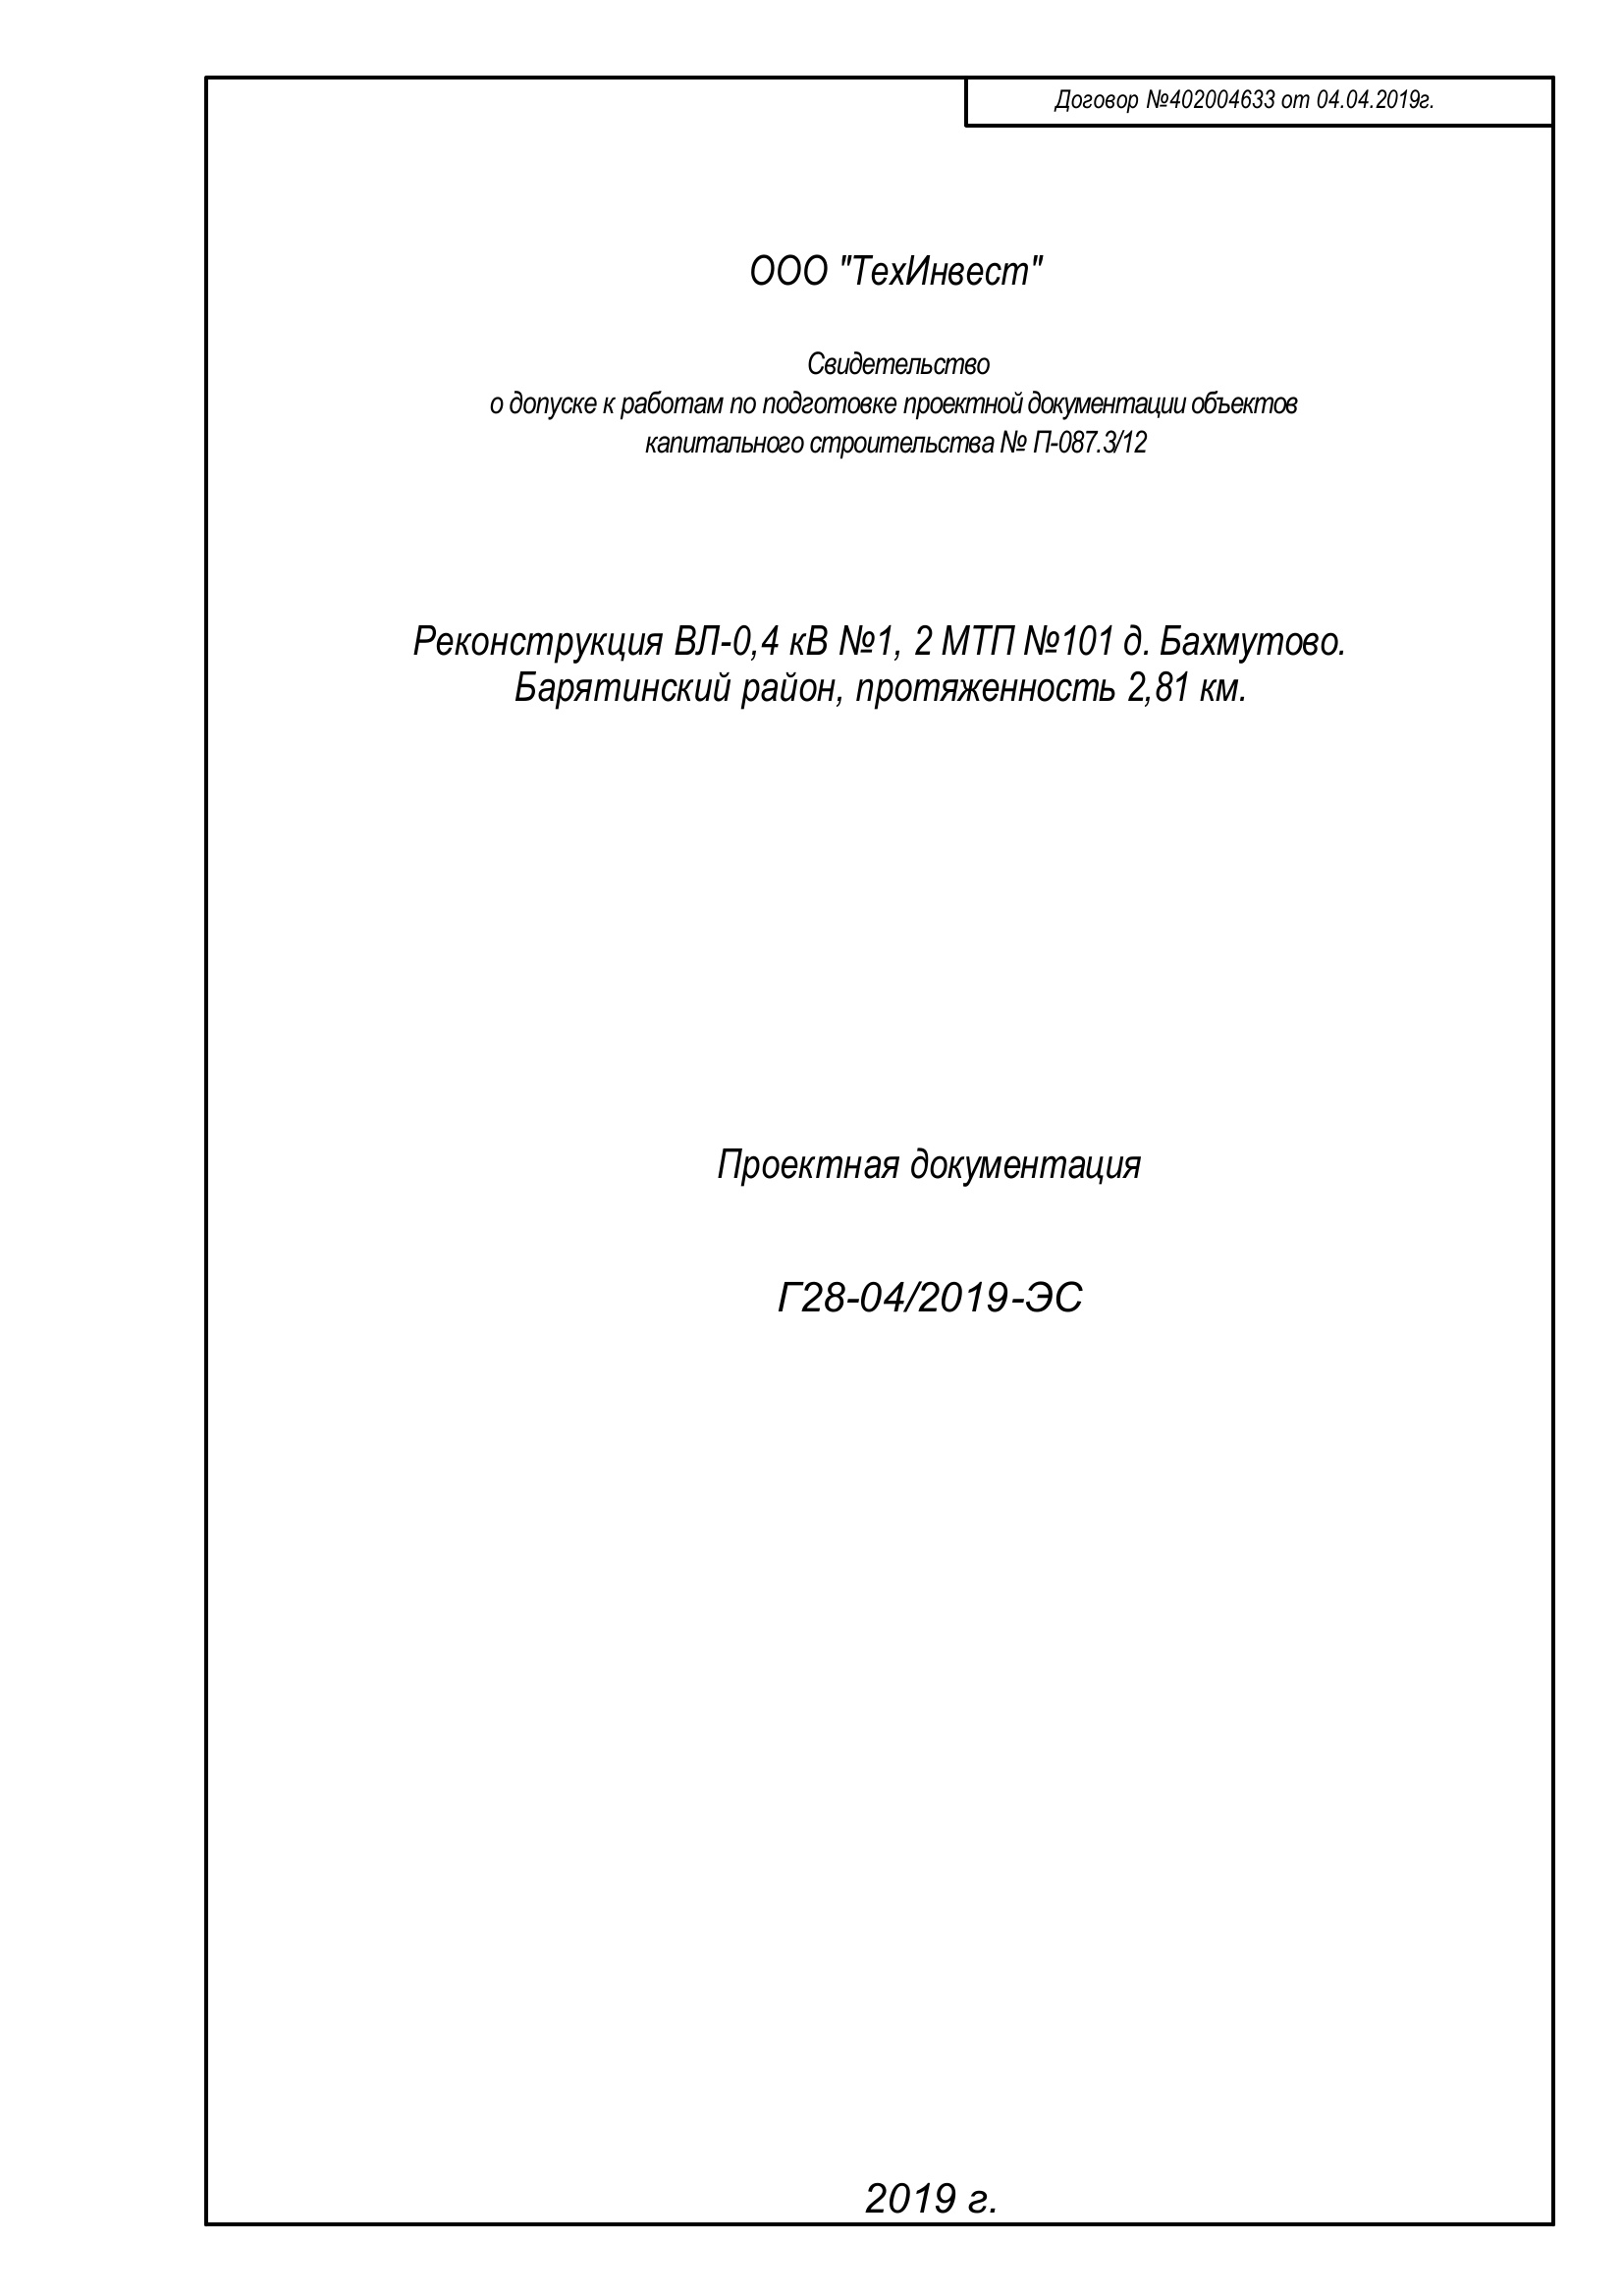 Договор №402004633 от 04.04.2019г.
ООО "ТехИнвест"
Свидетельство
о допуске к работам по подготовке проектной документации объектов
капитального строительства № П-087.3/12
Реконструкция ВЛ-0,4 кВ №1, 2 МТП №101 д. Бахмутово.
Барятинский район, протяженность 2,81 км.
Проектная документация
Г28-04/2019-ЭС
2019 г.